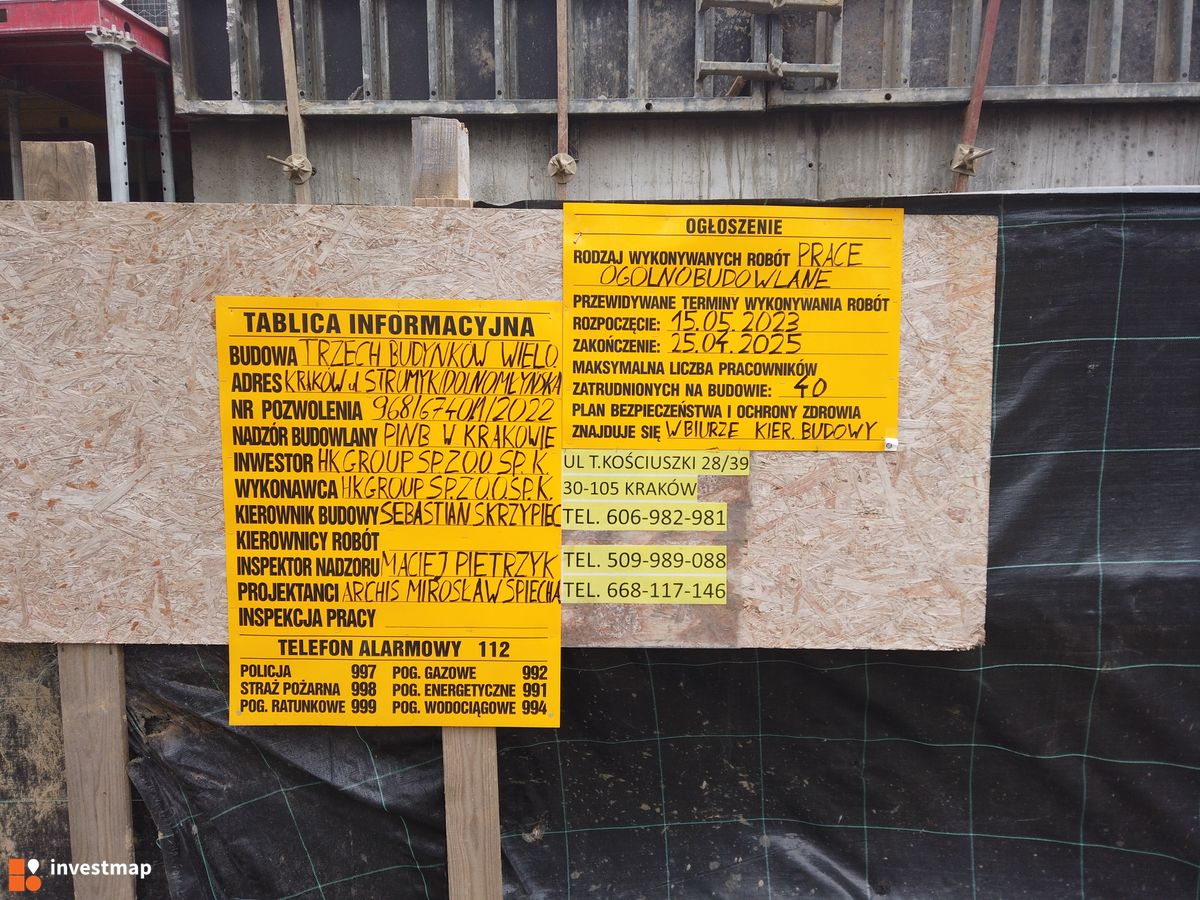 TABLICA INFORMACYJNA
BUDOWA TRZECH BUDYNKÓW WIELO.
ADRES KRAKÓW ul. STRUMYK/DOLNOMŁYŃSKA
NR POZWOLENIA 968/6740.1/2022
NADZÓR BUDOWLANY PINB W KRAKOWIE
INWESTOR HK GROUP SP. Z O.O. SP. K.
WYKONAWCA HK GROUP SP. Z O.O. SP. K.
KIEROWNIK BUDOWY SEBASTIAN SKRZYPIEC
KIEROWNICY ROBÓT
INSPEKTOR NADZORU MACIEJ PIETRZYK
PROJEKTANCI ARCHIS MIROSŁAW SPIECHA
INSPEKCJA PRACY
TELEFON ALARMOWY 112
POLICJA 997 POG. GAZOWE 992
STRAŻ POŻARNA 998 POG. ENERGETYCZNE 991
POG. RATUNKOWE 999 POG. WODOCIĄGOWE 994
OGŁOSZENIE
RODZAJ WYKONYWANYCH ROBÓT PRACE
OGÓLNOBUDOWLANE
PRZEWIDYWANE TERMINY WYKONYWANIA ROBÓT
ROZPOCZĘCIE: 15.05.2023
ZAKOŃCZENIE: 25.04.2025
MAKSYMALNA LICZBA PRACOWNIKÓW
ZATRUDNIONYCH NA BUDOWIE: 40
PLAN BEZPIECZEŃSTWA I OCHRONY ZDROWIA
ZNAJDUJE SIĘ W BIURZE KIER. BUDOWY
UL T.KOŚCIUSZKI 28/39
30-105 KRAKÓW
TEL. 606-982-981
TEL. 509-989-088
TEL. 668-117-146
investmap